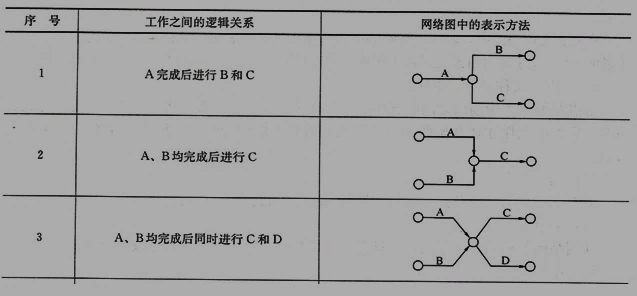 序 号 工作之间的逻辑关系 网络图中的表示方法
1 A完成后进行B和C
A B C
2 A、B均完成后进行C
A B C
3 A、B均完成后同时进行C和D
A C
B D